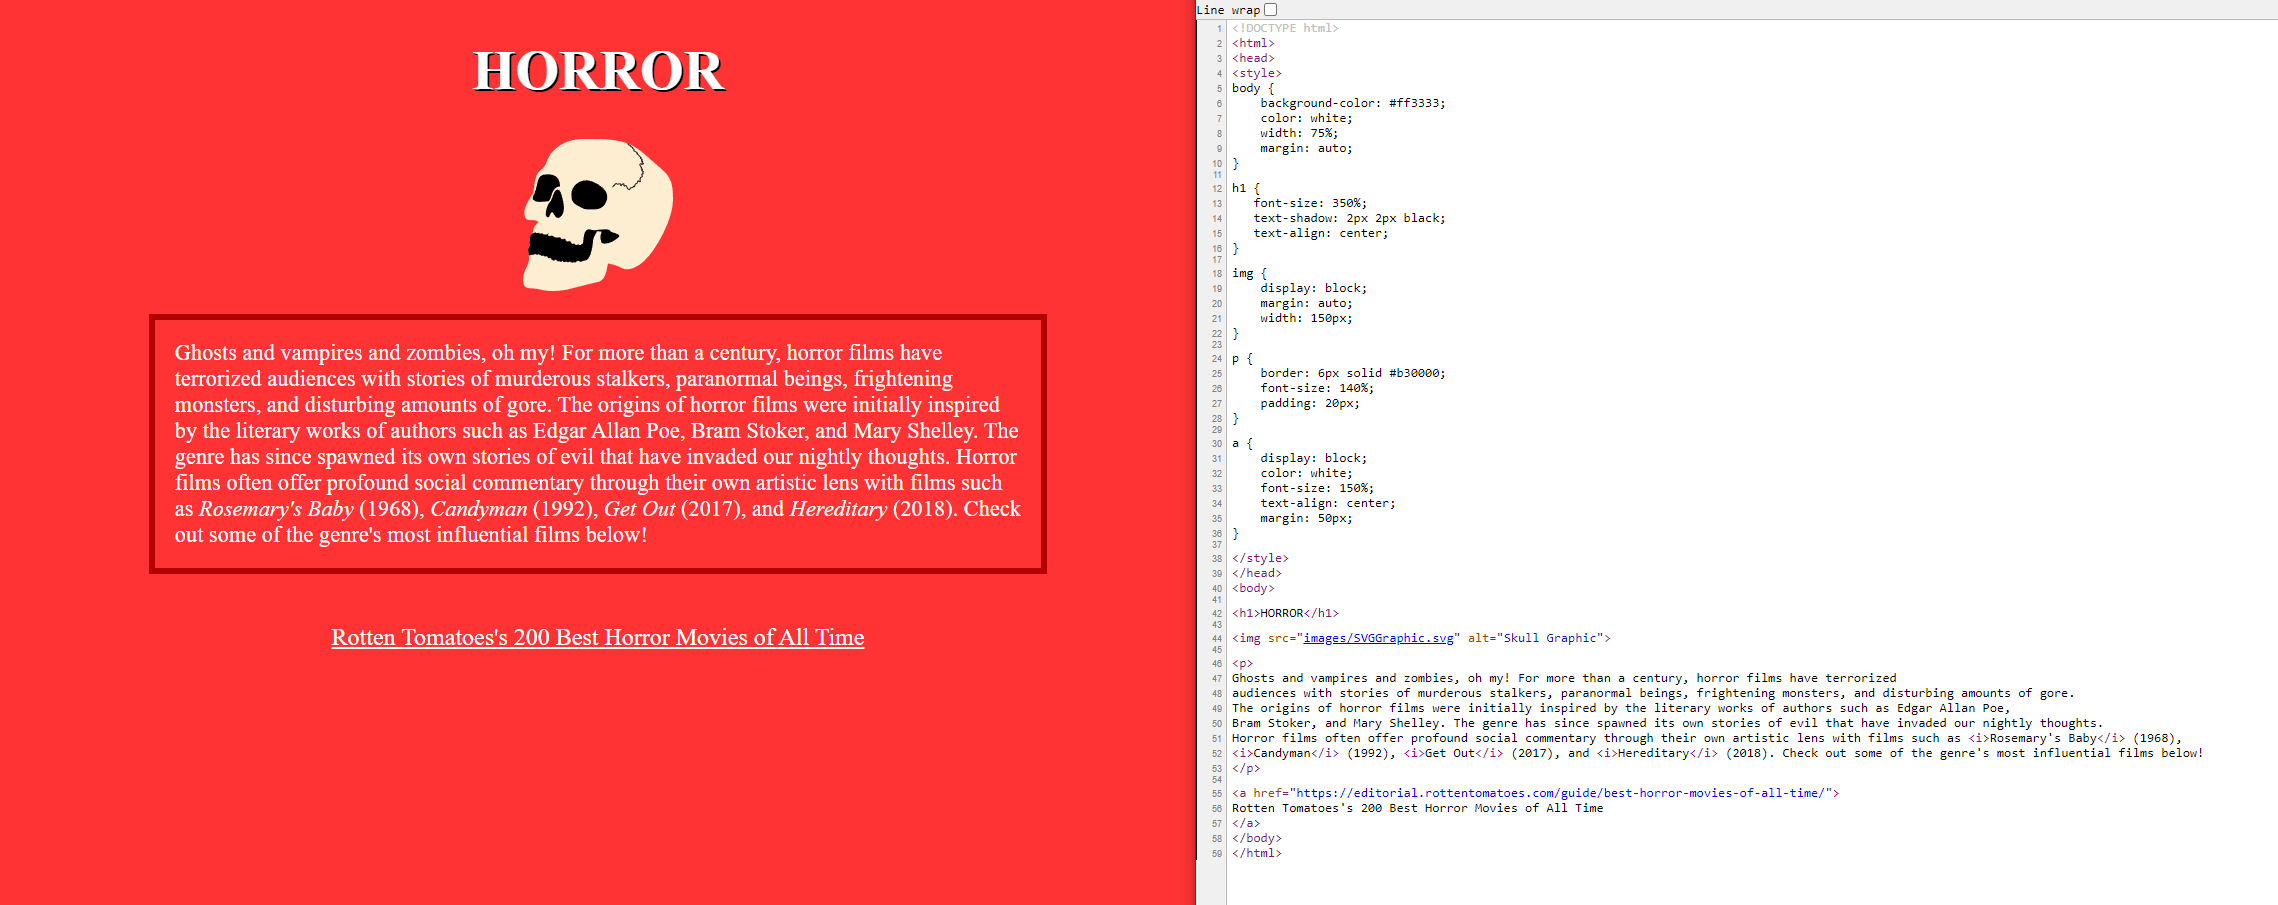 HORROR
Ghosts and vampires and zombies, oh my! For more than a century, horror films have
terrorized audiences with stories of murderous stalkers, paranormal beings, frightening
monsters, and disturbing amounts of gore. The origins of horror films were initially inspired
by the literary works of authors such as Edgar Allan Poe, Bram Stoker, and Mary Shelley. The
genre has since spawned its own stories of evil that have invaded our nightly thoughts. Horror
films often offer profound social commentary through their own artistic lens with films such
as Rosemary's Baby (1968), Candyman (1992), Get Out (2017), and Hereditary (2018). Check
out some of the genre's most influential films below!
Rotten Tomatoes's 200 Best Horror Movies of All Time
Line wrap
1 <!DOCTYPE html>
2 <html>
3 <head>
4 <style>
5 body {
6     background-color: #ff3333;
7     color: white;
8     width: 75%;
9     margin: auto;
10 }
11
12 h1 {
13    font-size: 350%;
14    text-shadow: 2px 2px black;
15    text-align: center;
16 }
17
18 img {
19     display: block;
20     margin: auto;
21     width: 150px;
22 }
23
24 p {
25     border: 6px solid #b30000;
26     font-size: 140%;
27     padding: 20px;
28 }
29
30 a {
31     display: block;
32     color: white;
33     font-size: 150%;
34     text-align: center;
35     margin: 50px;
36 }
37
38 </style>
39 </head>
40 <body>
41
42 <h1>HORROR</h1>
43
44 <img src="images/SVGGraphic.svg" alt="Skull Graphic">
45
46 <p>
47 Ghosts and vampires and zombies, oh my! For more than a century, horror films have terrorized
48 audiences with stories of murderous stalkers, paranormal beings, frightening monsters, and disturbing amounts of gore.
49 The origins of horror films were initially inspired by the literary works of authors such as Edgar Allan Poe,
50 Bram Stoker, and Mary Shelley. The genre has since spawned its own stories of evil that have invaded our nightly thoughts.
51 Horror films often offer profound social commentary through their own artistic lens with films such as <i>Rosemary's Baby</i> (1968),
52 <i>Candyman</i> (1992), <i>Get Out</i> (2017), and <i>Hereditary</i> (2018). Check out some of the genre's most influential films below!
53 </p>
54
55 <a href="https://editorial.rottentomatoes.com/guide/best-horror-movies-of-all-time/">
56 Rotten Tomatoes's 200 Best Horror Movies of All Time
57 </a>
58 </body>
59 </html>